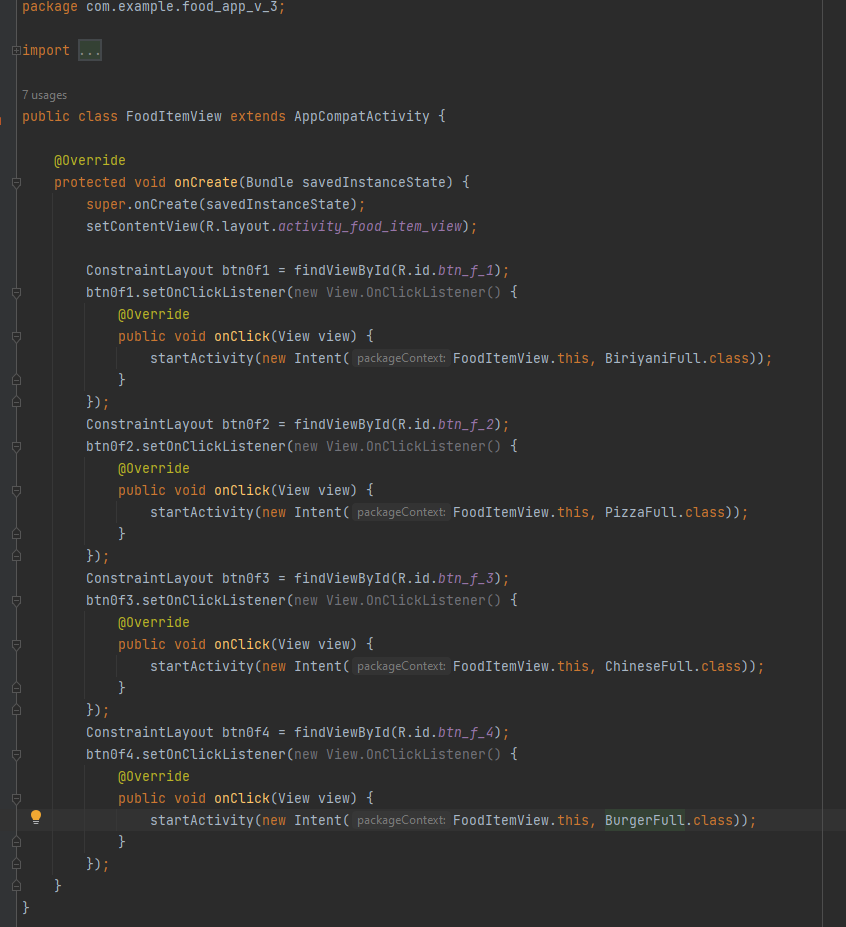 package com.example.food_app_v_3;
import ...
7 usages
public class FoodItemView extends AppCompatActivity {
@Override
protected void onCreate(Bundle savedInstanceState) {
super.onCreate(savedInstanceState);
setContentView(R.layout.activity_food_item_view);
ConstraintLayout btn0f1 = findViewById(R.id.btn_f_1);
btn0f1.setOnClickListener(new View.OnClickListener() {
@Override
public void onClick(View view) {
startActivity(new Intent( packageContext: FoodItemView.this, BiriyaniFull.class));
}
});
ConstraintLayout btn0f2 = findViewById(R.id.btn_f_2);
btn0f2.setOnClickListener(new View.OnClickListener() {
@Override
public void onClick(View view) {
startActivity(new Intent( packageContext: FoodItemView.this, PizzaFull.class));
}
});
ConstraintLayout btn0f3 = findViewById(R.id.btn_f_3);
btn0f3.setOnClickListener(new View.OnClickListener() {
@Override
public void onClick(View view) {
startActivity(new Intent( packageContext: FoodItemView.this, ChineseFull.class));
}
});
ConstraintLayout btn0f4 = findViewById(R.id.btn_f_4);
btn0f4.setOnClickListener(new View.OnClickListener() {
@Override
public void onClick(View view) {
startActivity(new Intent( packageContext: FoodItemView.this, BurgerFull.class));
}
});
}
}